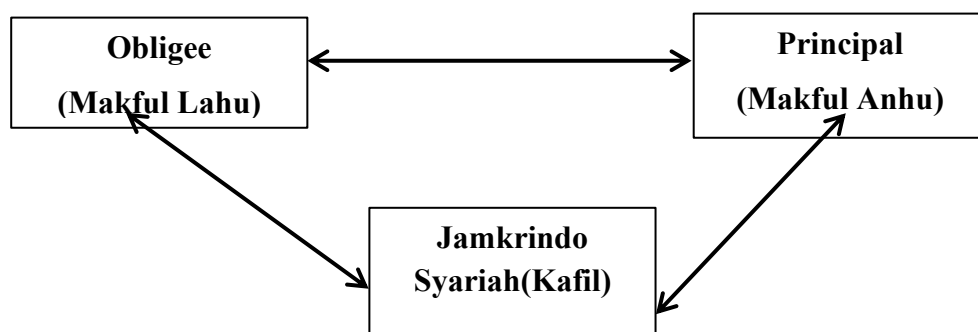 Obligee
(Makful Lahu)
Principal
(Makful Anhu)
Jamkrindo
Syariah(Kafil)